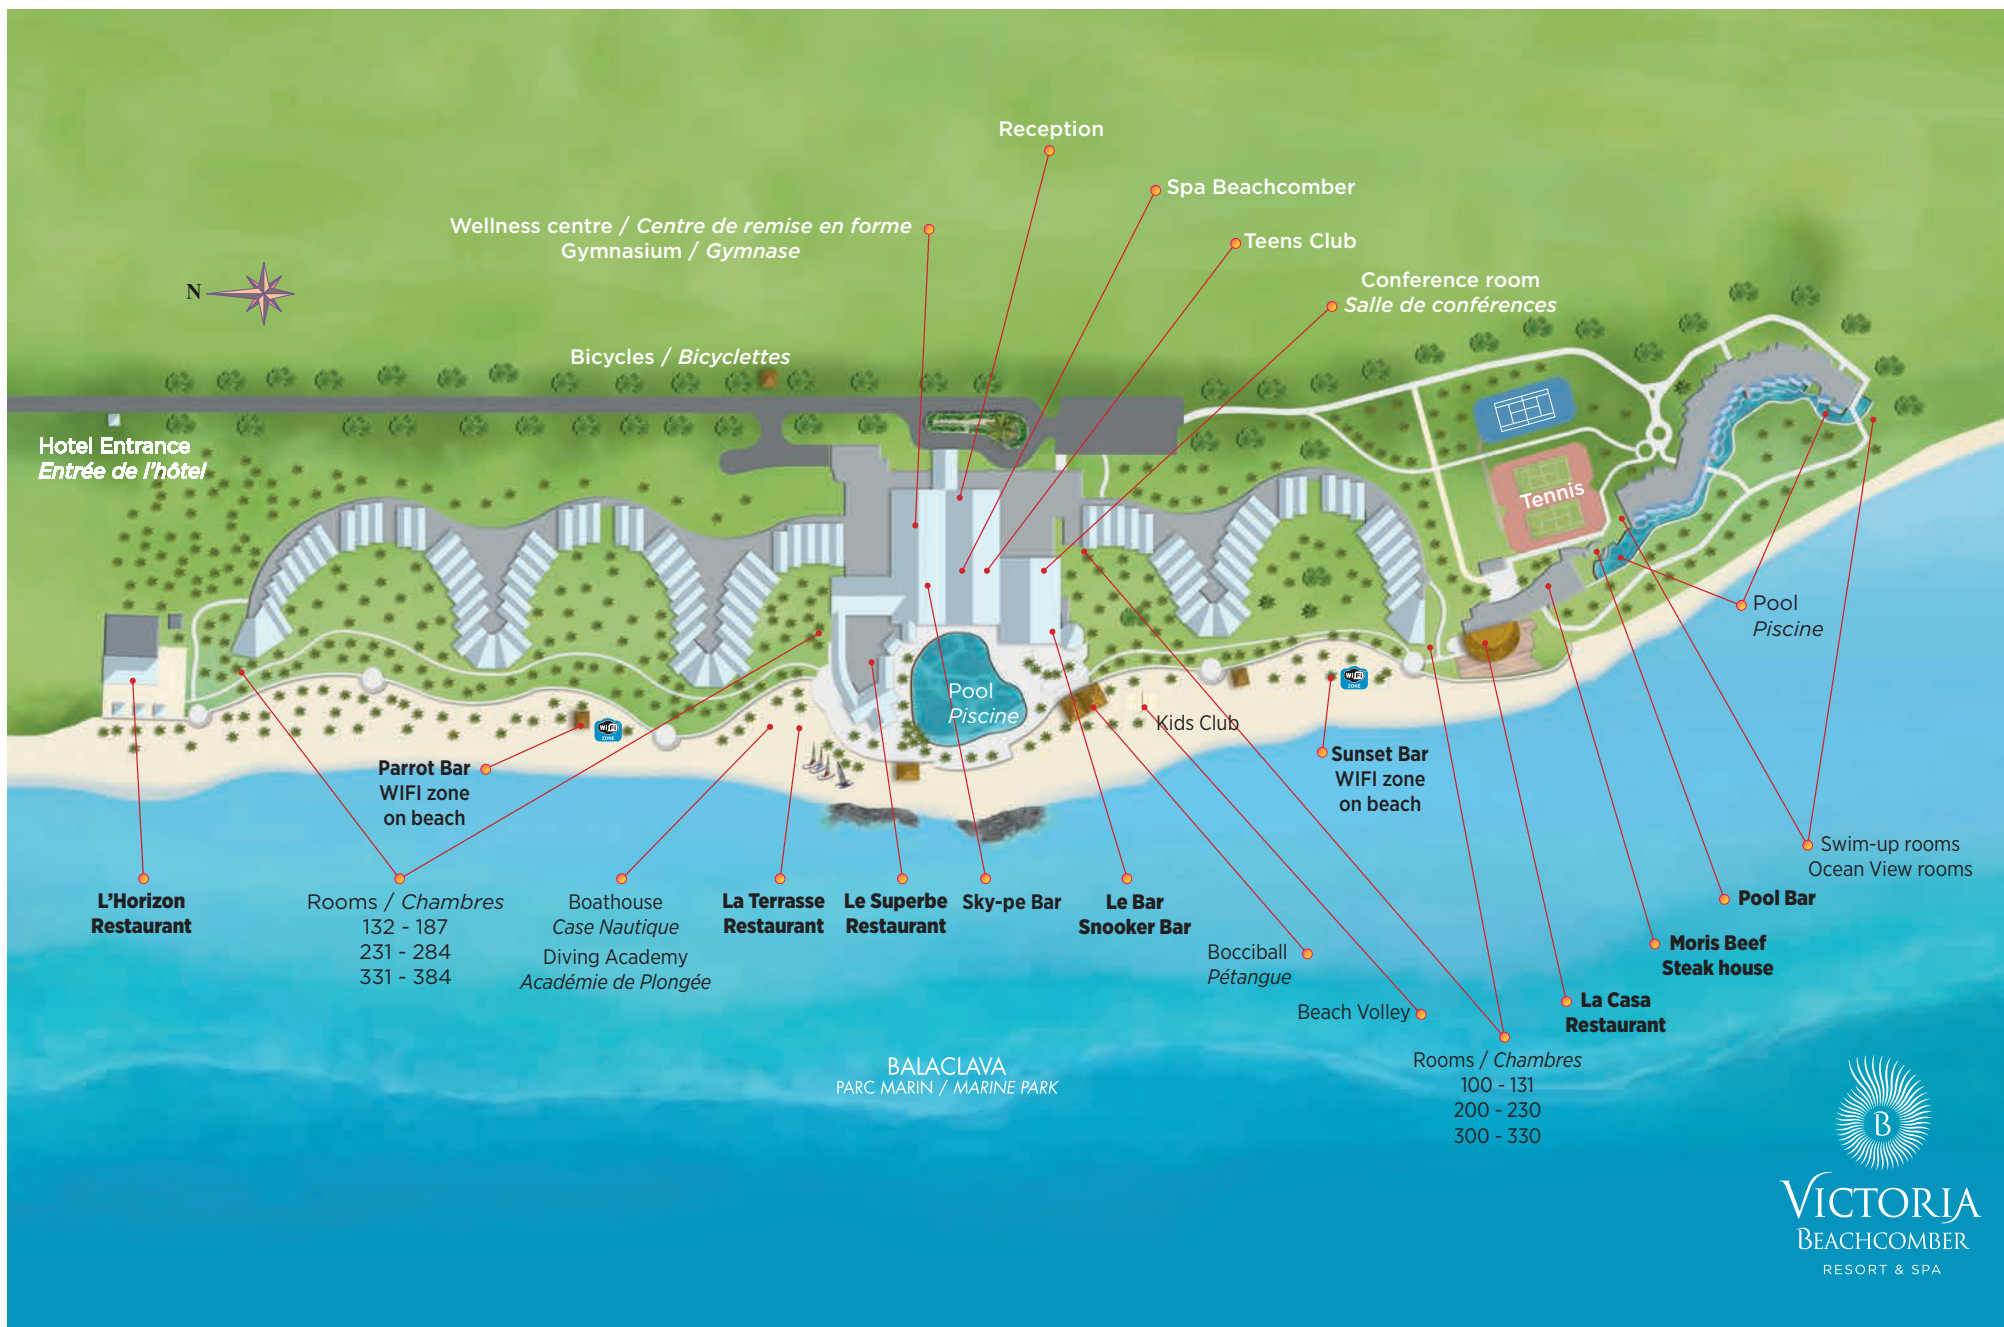 Reception
Spa Beachcomber
Wellness centre / Centre de remise en forme
Gymnasium / Gymnase
Teens Club
Conference room
Salle de conférences
N
Bicycles / Bicyclettes
Hotel Entrance
Entrée de l'hôtel
Tennis
Pool
Piscine
Pool
Piscine
Kids Club
WiFi
ZONE
WiFi
ZONE
Parrot Bar
WIFI zone
on beach
Sunset Bar
WIFI zone
on beach
Swim-up rooms
Ocean View rooms
L'Horizon
Restaurant
Rooms / Chambres
132 - 187
231 - 284
331 - 384
Boathouse
Case Nautique
Diving Academy
Académie de Plongée
La Terrasse
Restaurant
Le Superbe
Restaurant
Sky-pe Bar
Le Bar
Snooker Bar
Pool Bar
Bocciball
Pétangue
Moris Beef
Steak house
Beach Volley
La Casa
Restaurant
Rooms / Chambres
100 - 131
200 - 230
300 - 330
BALACLAVA
PARC MARIN / MARINE PARK
B
VICTORIA
BEACHCOMBER
RESORT & SPA